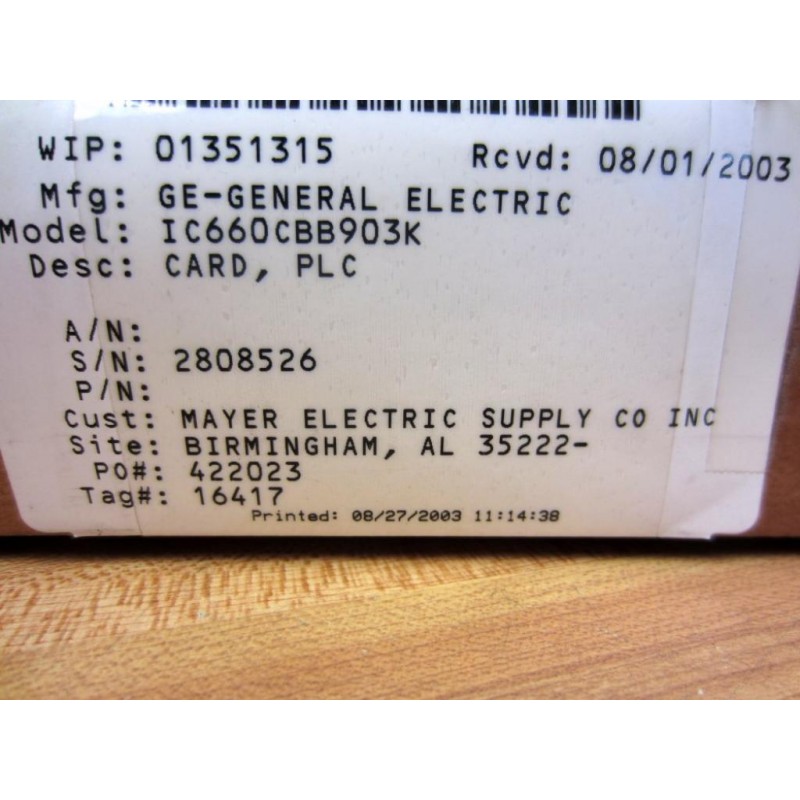 WIP: 01351315 Rcvd: 08/01/2003
Mfg: GE-GENERAL ELECTRIC
Model: IC660CBB903K
Desc: CARD, PLC
A/N:
S/N: 2808526
P/N:
Cust: MAYER ELECTRIC SUPPLY CO INC
Site: BIRMINGHAM, AL 35222-
PO#: 422023
Tag#: 16417
Printed: 08/27/2003 11:14:38